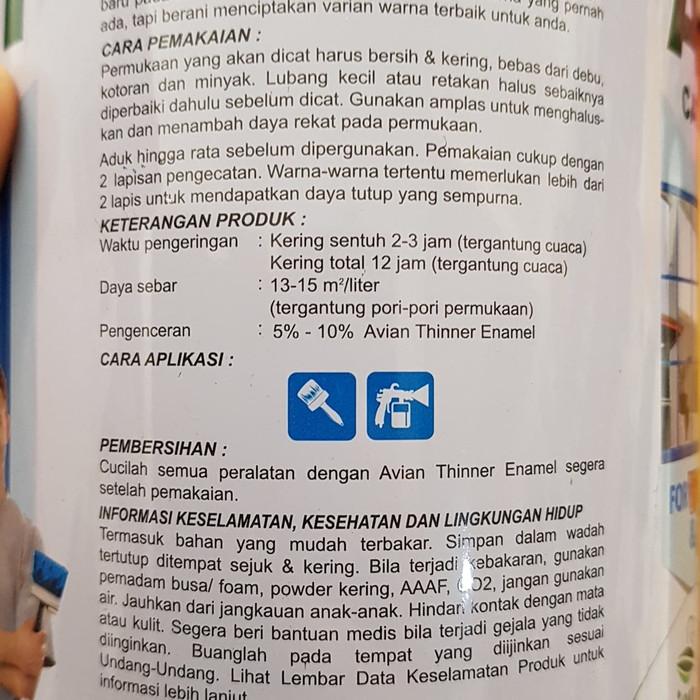 ada, tapi berani menciptakan varian warna terbaik untuk anda.
CARA PEMAKAIAN :
Permukaan yang akan dicat harus bersih & kering, bebas dari debu,
kotoran dan minyak. Lubang kecil atau retakan halus sebaiknya
diperbaiki dahulu sebelum dicat. Gunakan amplas untuk menghalus-
kan dan menambah daya rekat pada permukaan.
Aduk hingga rata sebelum dipergunakan. Pemakaian cukup dengan
2 lapisan pengecatan. Warna-warna tertentu memerlukan lebih dari
2 lapis untuk mendapatkan daya tutup yang sempurna.
KETERANGAN PRODUK :
Waktu pengeringan : Kering sentuh 2-3 jam (tergantung cuaca)
Kering total 12 jam (tergantung cuaca)
Daya sebar : 13-15 m²/liter
(tergantung pori-pori permukaan)
Pengenceran : 5% - 10% Avian Thinner Enamel
CARA APLIKASI :
PEMBERSIHAN :
Cucilah semua peralatan dengan Avian Thinner Enamel segera
setelah pemakaian.
INFORMASI KESELAMATAN, KESEHATAN DAN LINGKUNGAN HIDUP
Termasuk bahan yang mudah terbakar. Simpan dalam wadah
tertutup ditempat sejuk & kering. Bila terjadi kebakaran, gunakan
pemadam busa/ foam, powder kering, AAAF, CO2, jangan gunakan
air. Jauhkan dari jangkauan anak-anak. Hindari kontak dengan mata
atau kulit. Segera beri bantuan medis bila terjadi gejala yang tidak
diinginkan. Buanglah pada tempat yang diijinkan sesuai
Undang-Undang. Lihat Lembar Data Keselamatan Produk untuk
informasi lebih lanjut